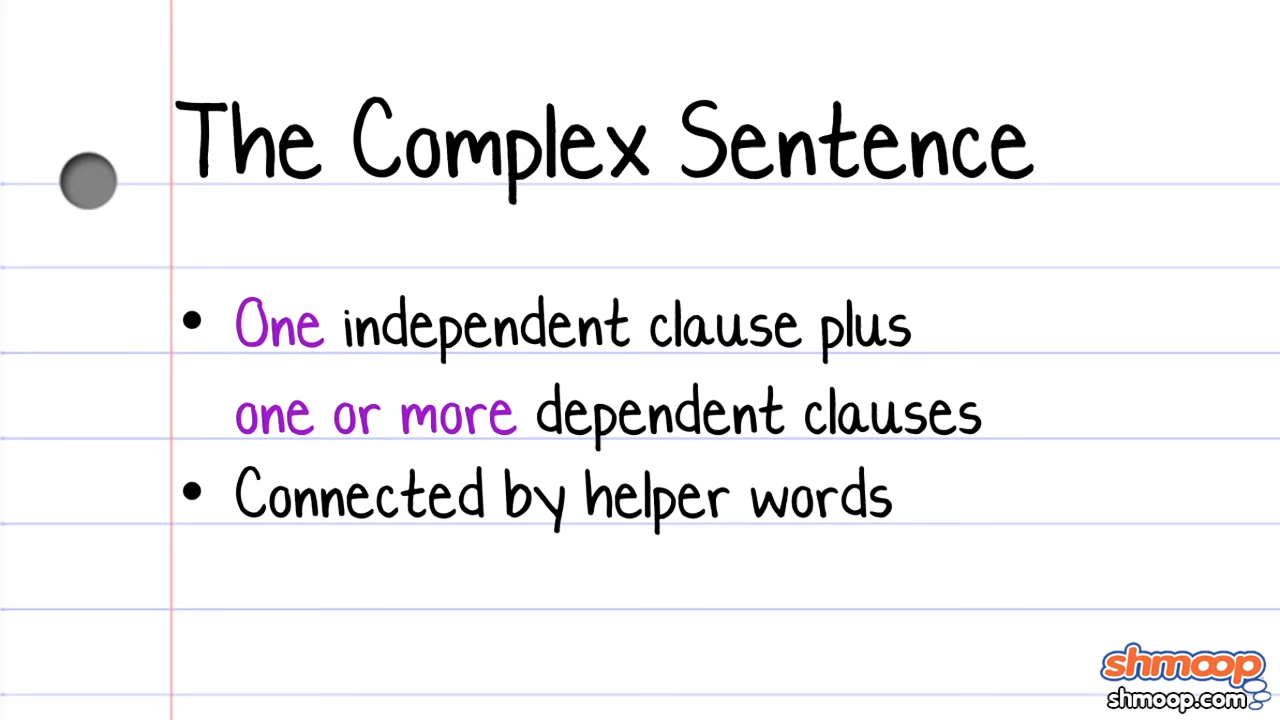 The Complex Sentence
• One independent clause plus
one or more dependent clauses
• Connected by helper words
shmoop
shmoop.com